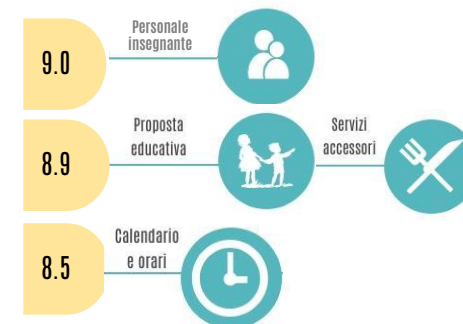 9.0
Personale
insegnante
8.9
Proposta
educativa
Servizi
accessori
8.5
Calendario
e orari